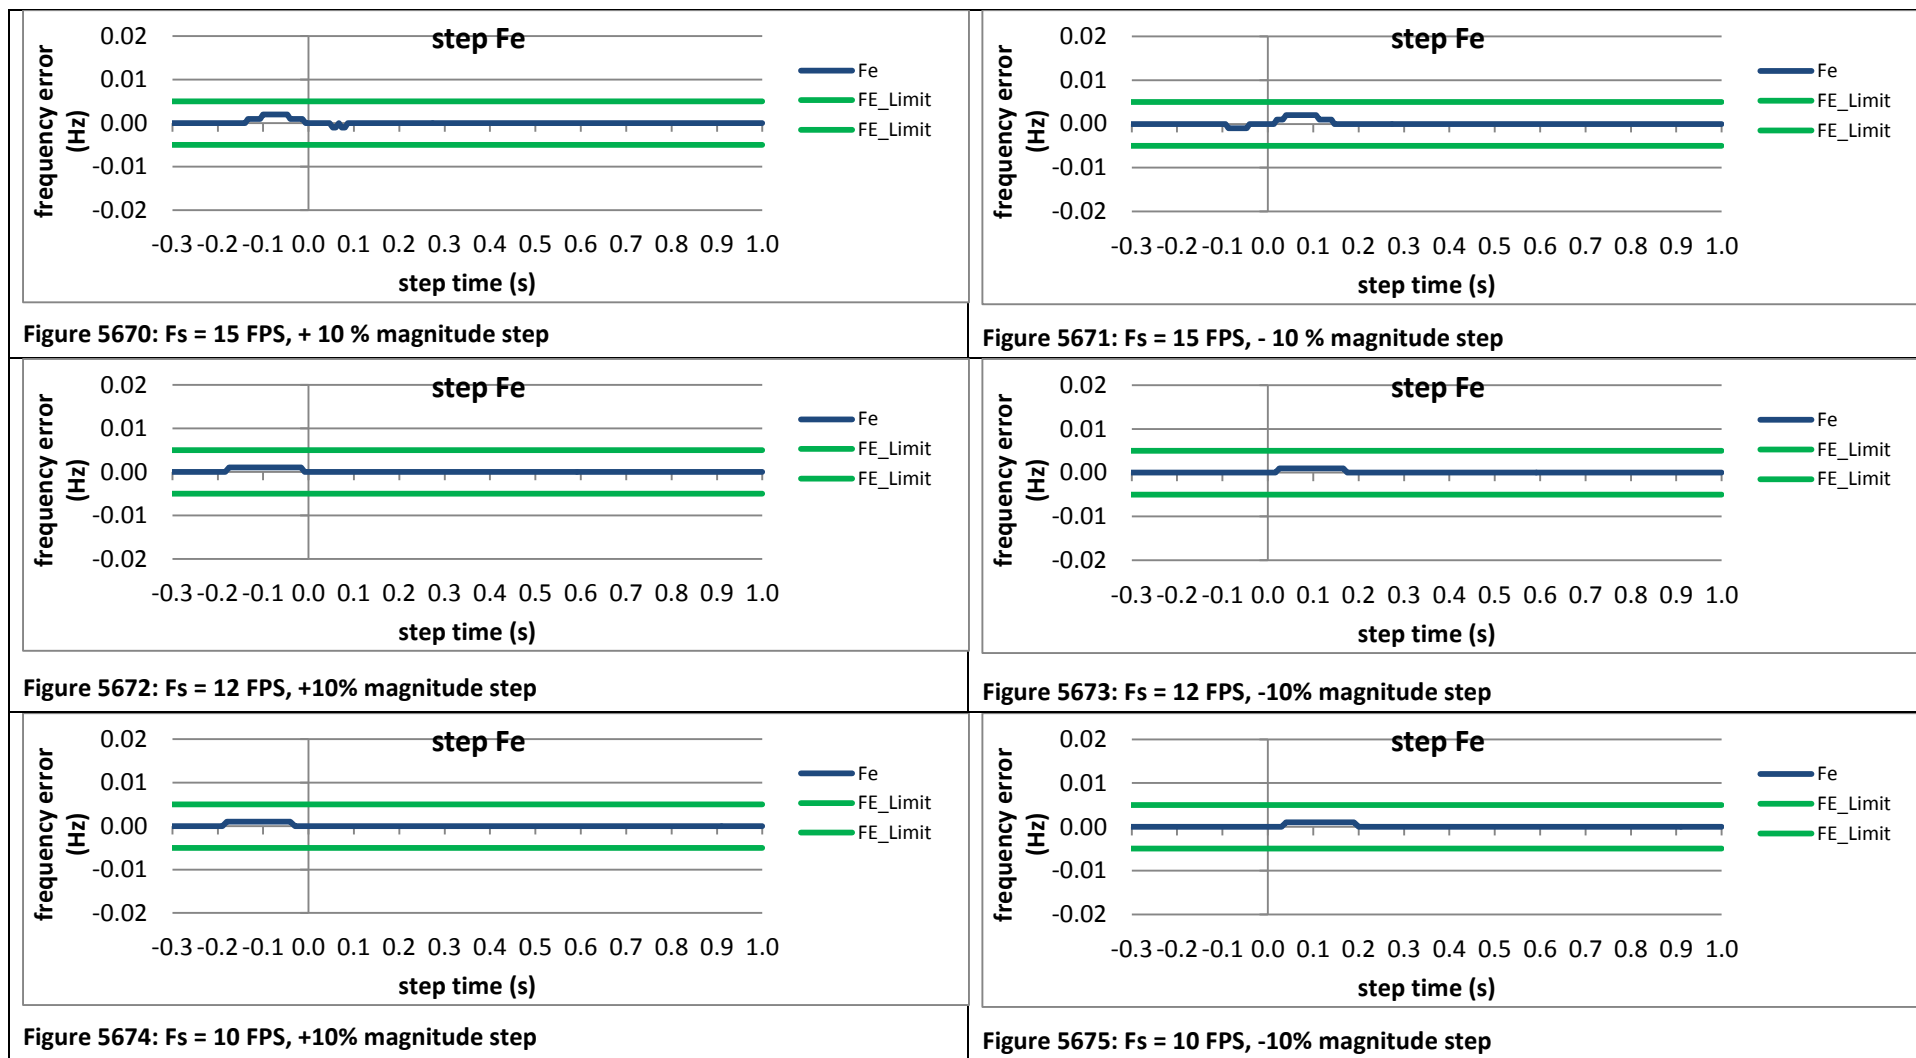 step Fe
frequency error
(Hz)
0.02
0.01
0.00
-0.01
-0.02
-0.3 -0.2 -0.1 0.0 0.1 0.2 0.3 0.4 0.5 0.6 0.7 0.8 0.9 1.0
step time (s)
Fe
FE_Limit
FE_Limit
Figure 5670: Fs = 15 FPS, + 10 % magnitude step
step Fe
frequency error
(Hz)
0.02
0.01
0.00
-0.01
-0.02
-0.3 -0.2 -0.1 0.0 0.1 0.2 0.3 0.4 0.5 0.6 0.7 0.8 0.9 1.0
step time (s)
Fe
FE_Limit
FE_Limit
Figure 5671: Fs = 15 FPS, - 10 % magnitude step
step Fe
frequency error
(Hz)
0.02
0.01
0.00
-0.01
-0.02
-0.3 -0.2 -0.1 0.0 0.1 0.2 0.3 0.4 0.5 0.6 0.7 0.8 0.9 1.0
step time (s)
Fe
FE_Limit
FE_Limit
Figure 5672: Fs = 12 FPS, +10% magnitude step
step Fe
frequency error
(Hz)
0.02
0.01
0.00
-0.01
-0.02
-0.3 -0.2 -0.1 0.0 0.1 0.2 0.3 0.4 0.5 0.6 0.7 0.8 0.9 1.0
step time (s)
Fe
FE_Limit
FE_Limit
Figure 5673: Fs = 12 FPS, -10% magnitude step
step Fe
frequency error
(Hz)
0.02
0.01
0.00
-0.01
-0.02
-0.3 -0.2 -0.1 0.0 0.1 0.2 0.3 0.4 0.5 0.6 0.7 0.8 0.9 1.0
step time (s)
Fe
FE_Limit
FE_Limit
Figure 5674: Fs = 10 FPS, +10% magnitude step
step Fe
frequency error
(Hz)
0.02
0.01
0.00
-0.01
-0.02
-0.3 -0.2 -0.1 0.0 0.1 0.2 0.3 0.4 0.5 0.6 0.7 0.8 0.9 1.0
step time (s)
Fe
FE_Limit
FE_Limit
Figure 5675: Fs = 10 FPS, -10% magnitude step